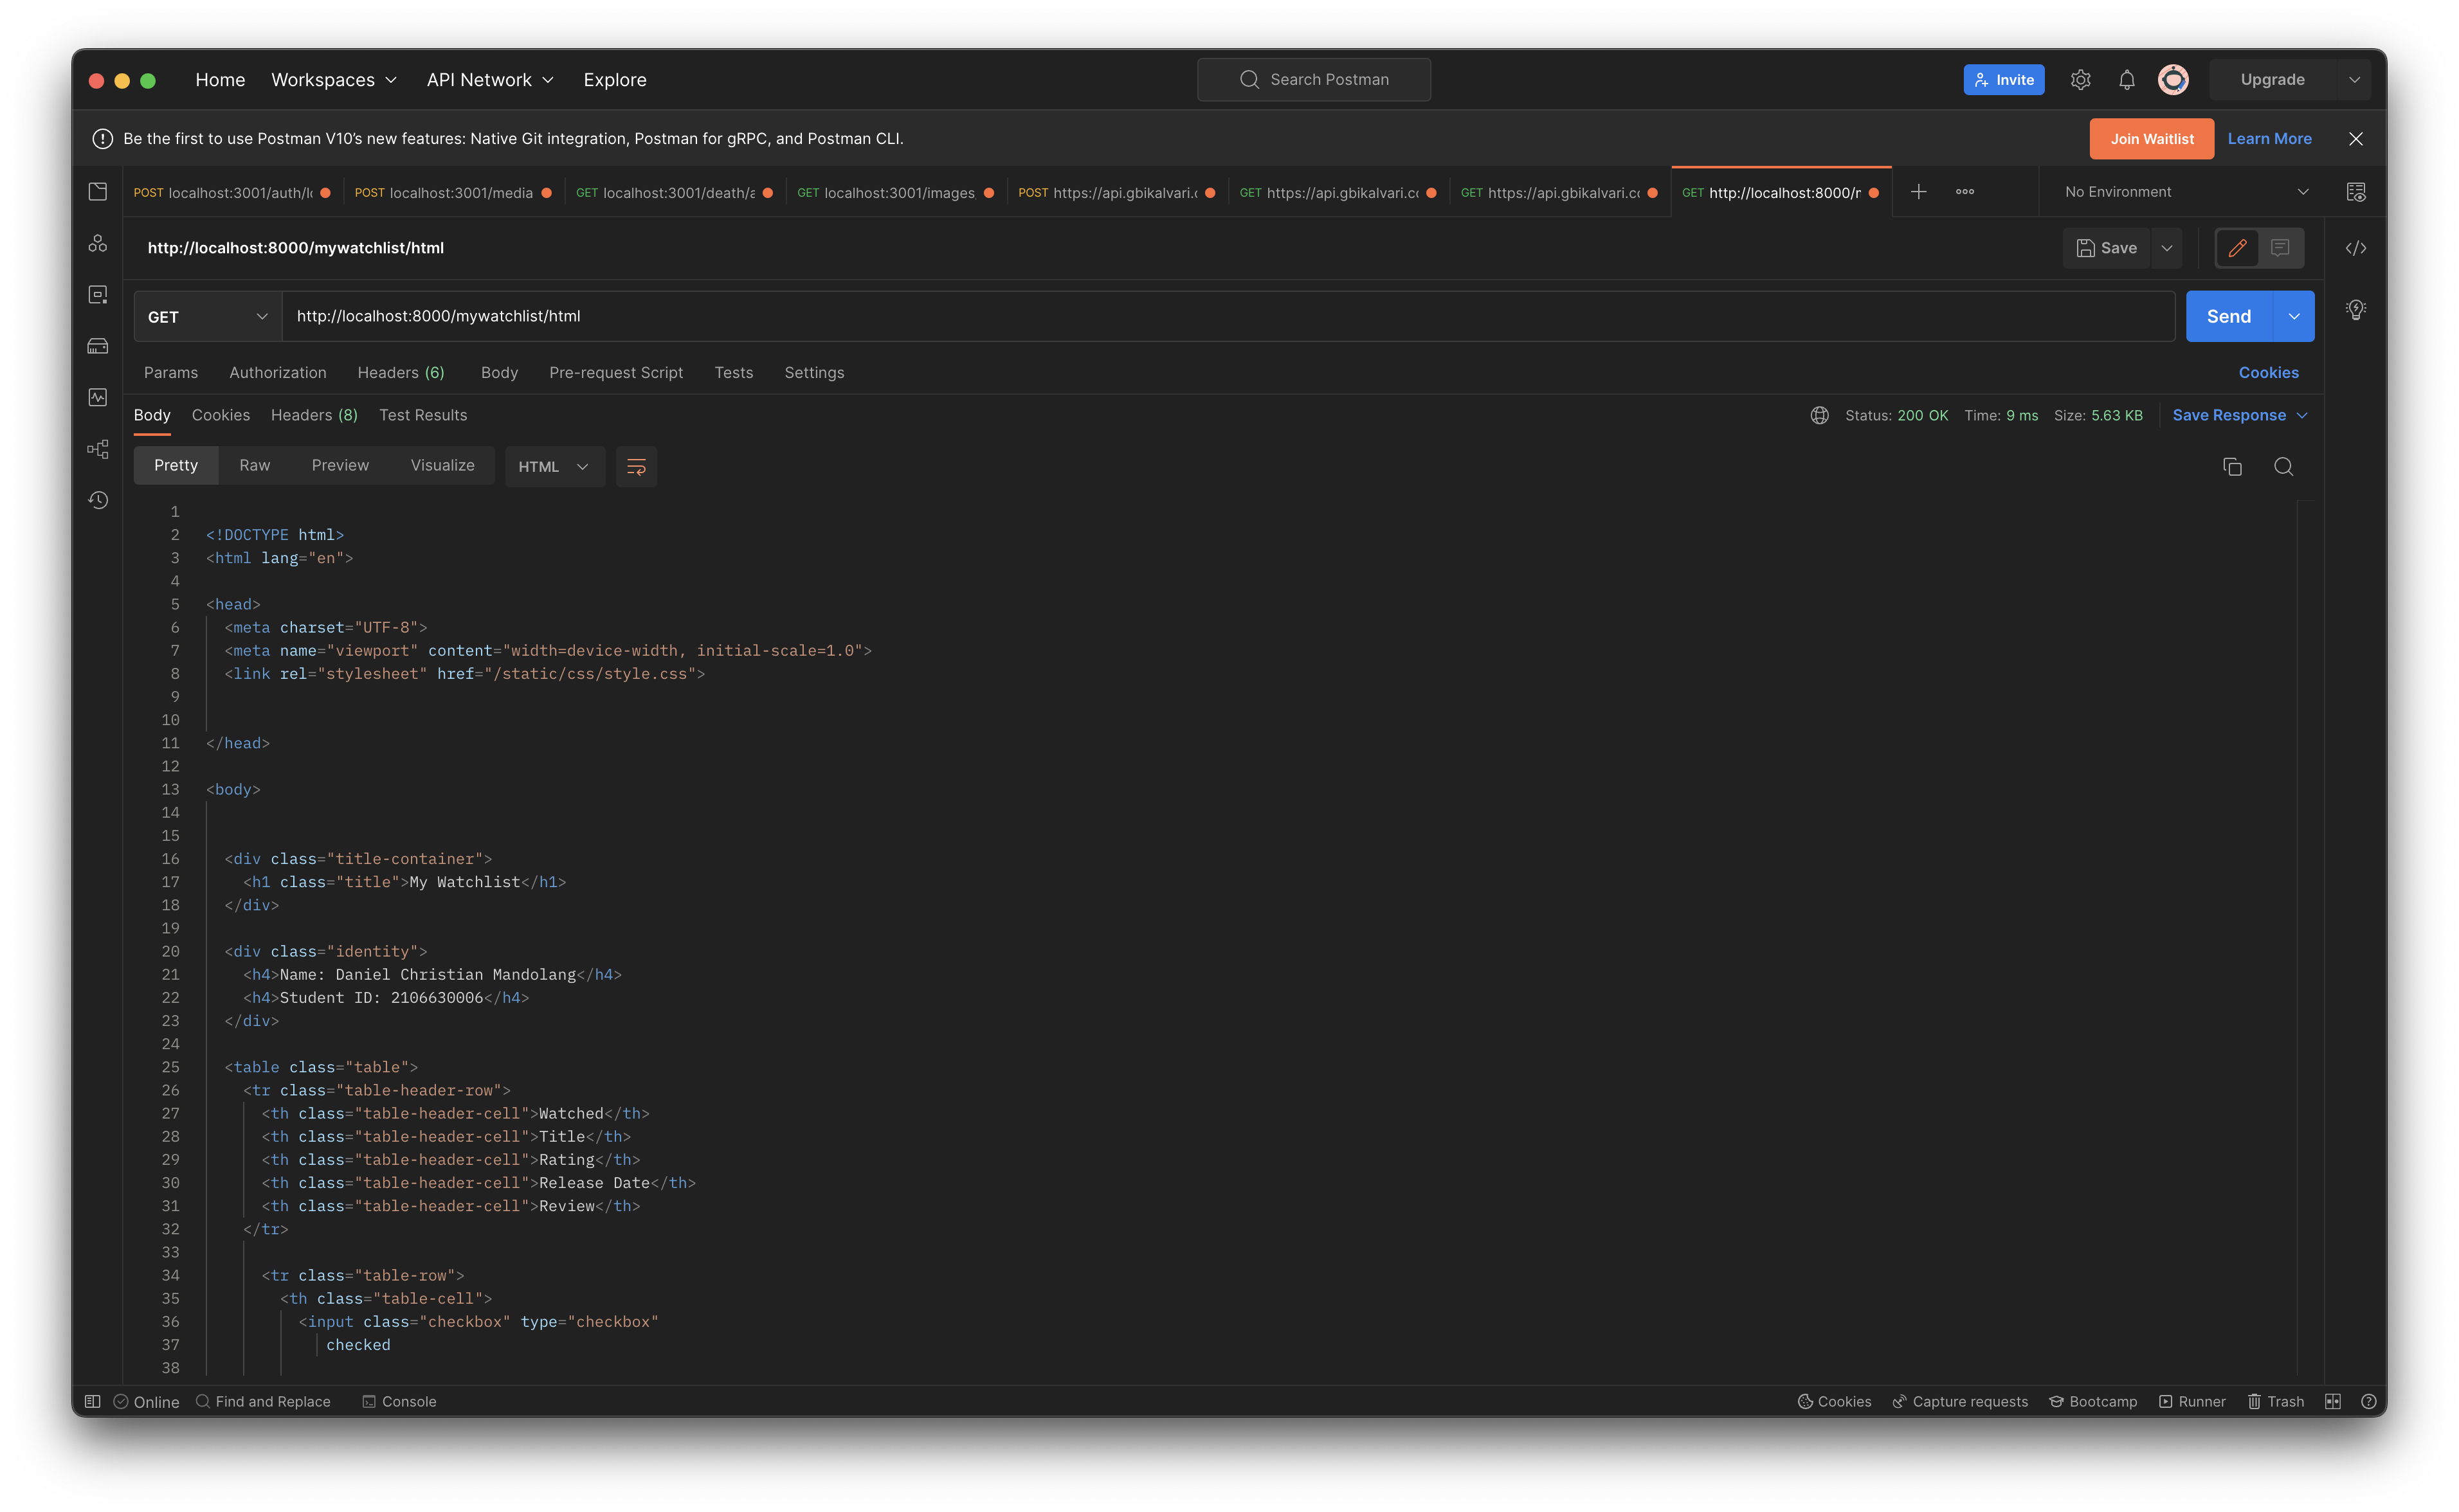 Home Workspaces API Network Explore Search Postman Invite Upgrade
Be the first to use Postman V10's new features: Native Git integration, Postman for gRPC, and Postman CLI. Join Waitlist Learn More
POST localhost:3001/auth/l POST localhost:3001/media GET localhost:3001/death/a GET localhost:3001/images POST https://api.gbikalvari.c GET https://api.gbikalvari.cc GET https://api.gbikalvari.cc GET http://localhost:8000/r No Environment
http://localhost:8000/mywatchlist/html Save
GET http://localhost:8000/mywatchlist/html Send
Params Authorization Headers (6) Body Pre-request Script Tests Settings Cookies
Body Cookies Headers (8) Test Results Status: 200 OK Time: 9 ms Size: 5.63 KB Save Response
Pretty Raw Preview Visualize HTML
1
2 <!DOCTYPE html>
3 <html lang="en">
4
5 <head>
6 <meta charset="UTF-8">
7 <meta name="viewport" content="width=device-width, initial-scale=1.0">
8 <link rel="stylesheet" href="/static/css/style.css">
9
10
11 </head>
12
13 <body>
14
15
16 <div class="title-container">
17 <h1 class="title">My Watchlist</h1>
18 </div>
19
20 <div class="identity">
21 <h4>Name: Daniel Christian Mandolang</h4>
22 <h4>Student ID: 2106630006</h4>
23 </div>
24
25 <table class="table">
26 <tr class="table-header-row">
27 <th class="table-header-cell">Watched</th>
28 <th class="table-header-cell">Title</th>
29 <th class="table-header-cell">Rating</th>
30 <th class="table-header-cell">Release Date</th>
31 <th class="table-header-cell">Review</th>
32 </tr>
33
34 <tr class="table-row">
35 <th class="table-cell">
36 <input class="checkbox" type="checkbox"
37 checked
38
Online Find and Replace Console Cookies Capture requests Bootcamp Runner Trash